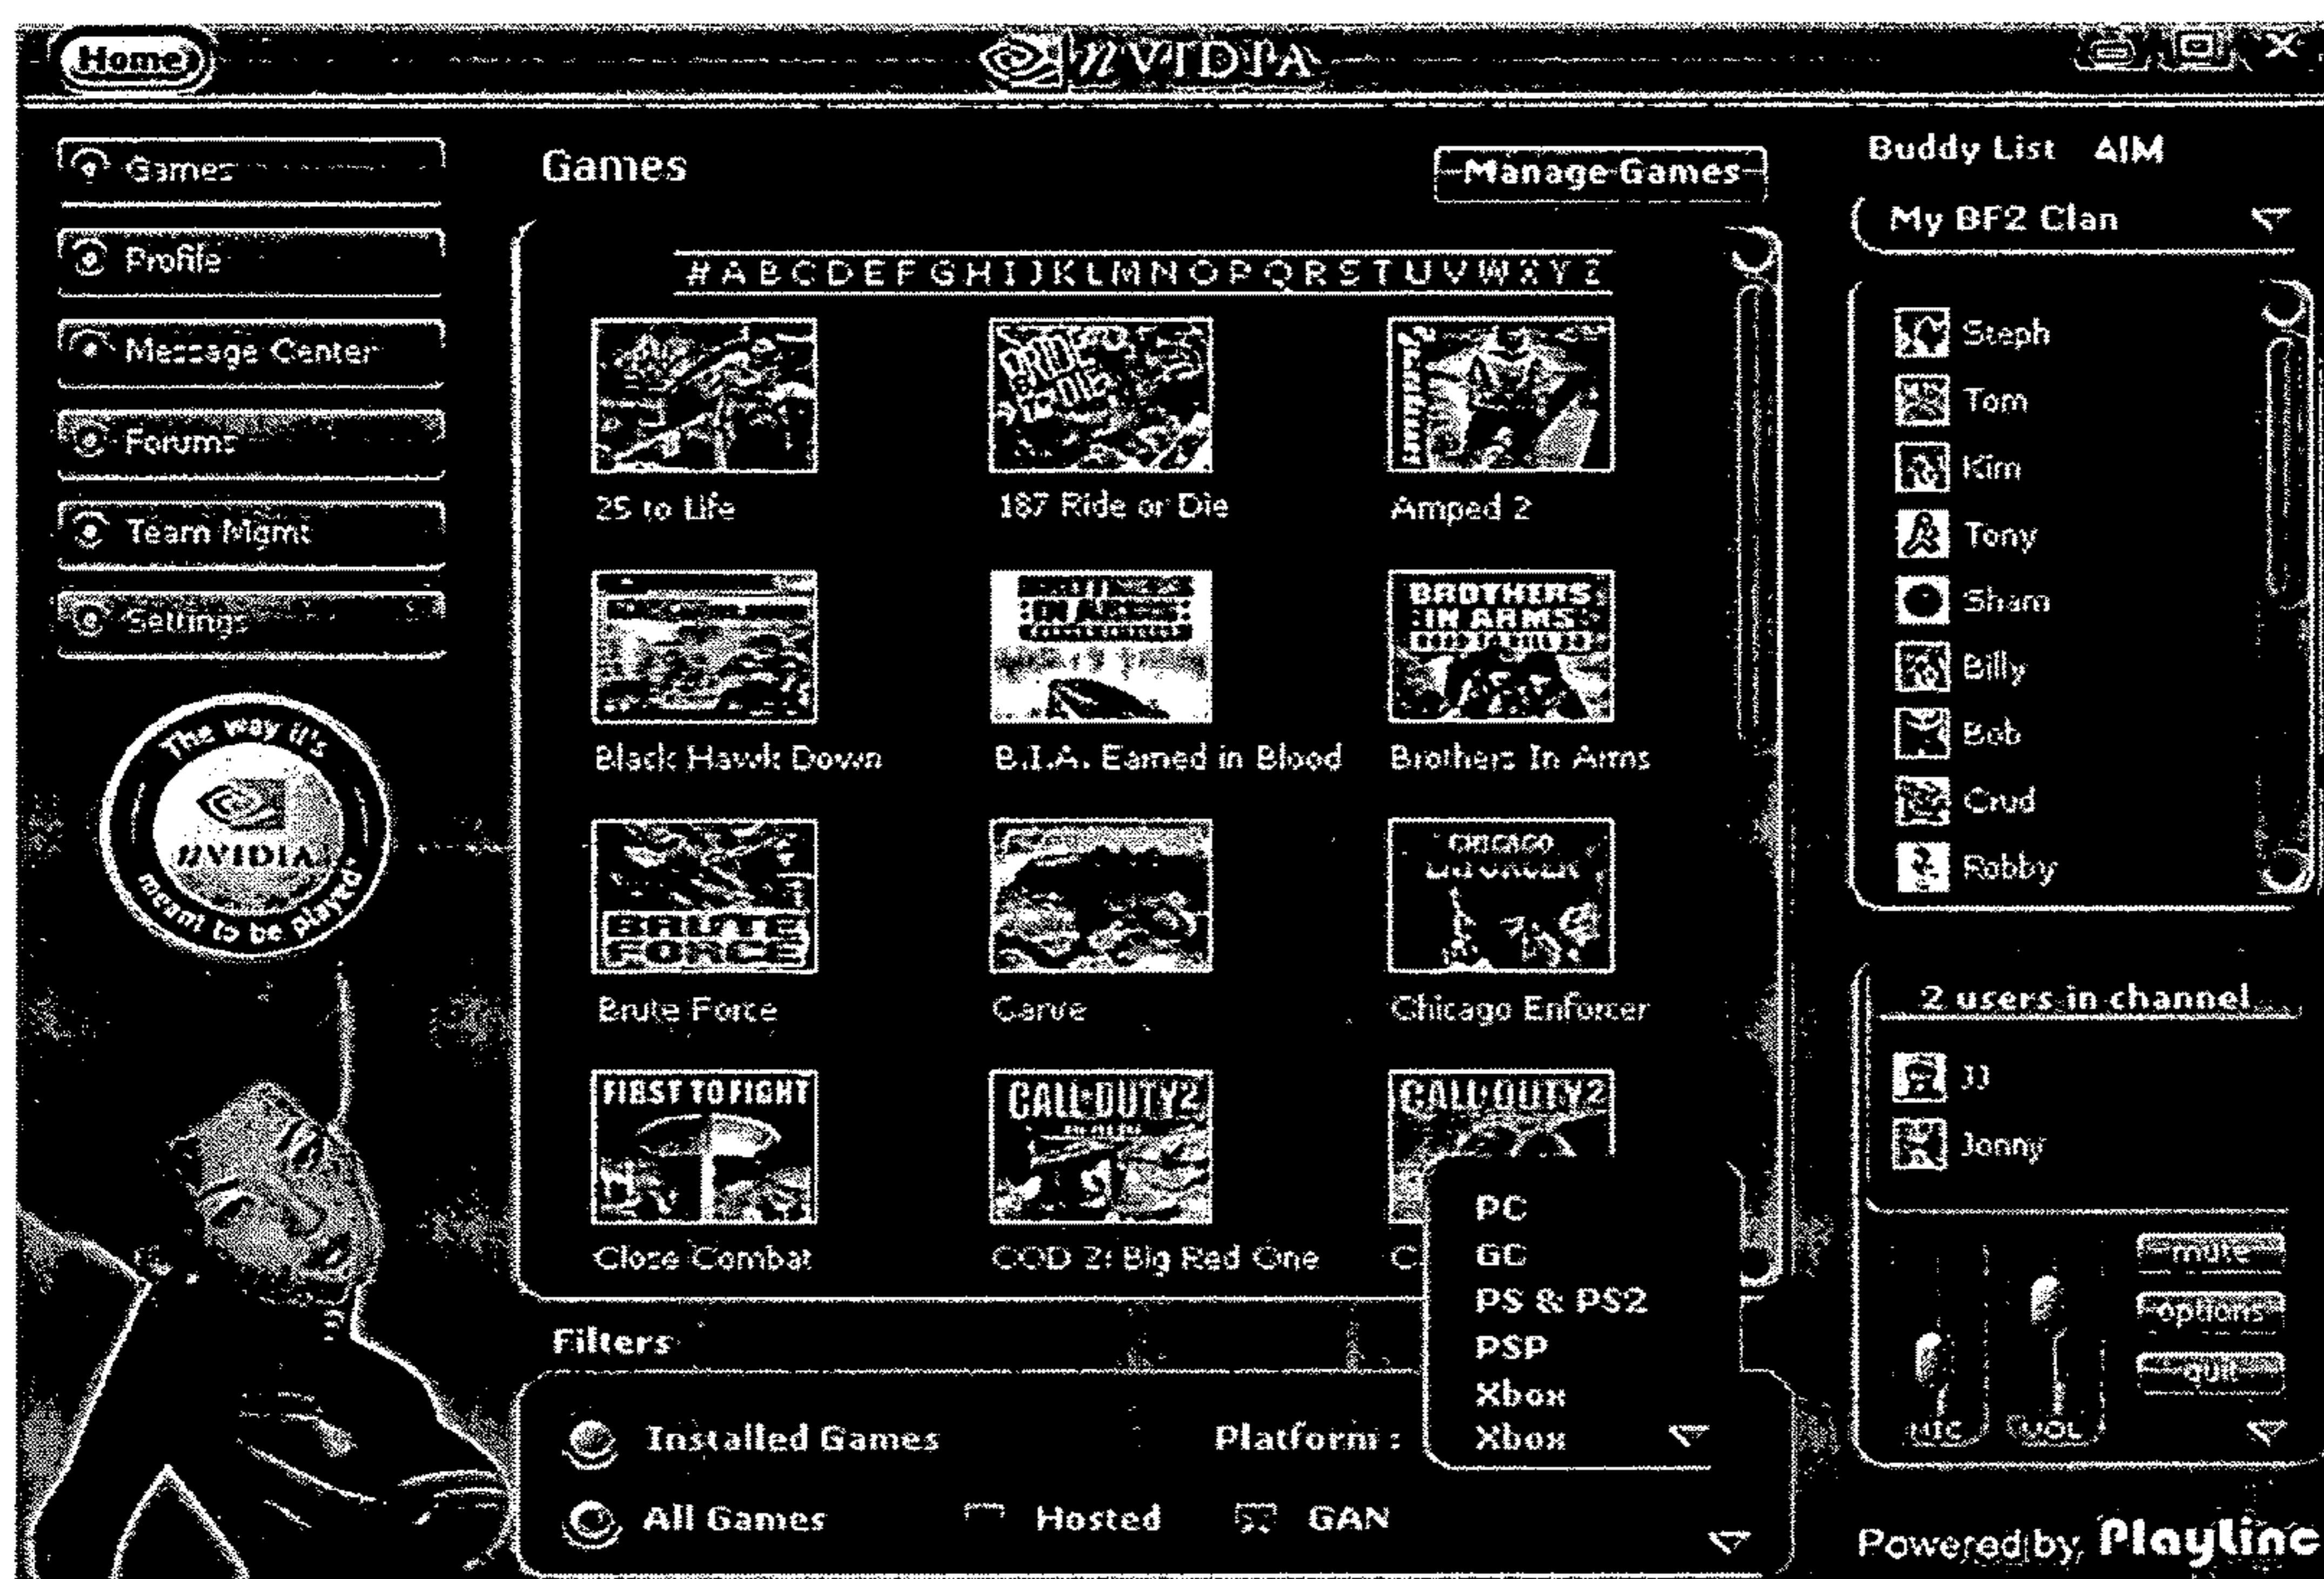 Home
nVIDIA
Games
Profile
Message Center
Forums
Team Mgmt
Settings
The way it's
nVIDIA
meant to be played
Games
Manage Games
# A B C D E F G H I J K L M N O P Q R S T U V W X Y Z
25 to Life
187 Ride or Die
Amped 2
BROTHERS
IN ARMS
Black Hawk Down
B.I.A. Earned in Blood
Brothers In Arms
BRUTE
FORCE
CHICAGO
ENFORCER
Brute Force
Carve
Chicago Enforcer
FIRST TO FIGHT
CALL·DUTY2
CALL·DUTY2
Close Combat
COD 2: Big Red One
C
PC
GC
PS & PS2
PSP
Xbox
Xbox
Filters
Installed Games
Platform :
All Games
Hosted
GAN
Buddy List AIM
My BF2 Clan
Steph
Tom
Kim
Tony
Sham
Billy
Bob
Crud
Robby
2 users in channel
JJ
Jonny
mute
options
quit
MIC
VOL
Powered by PlayLinc